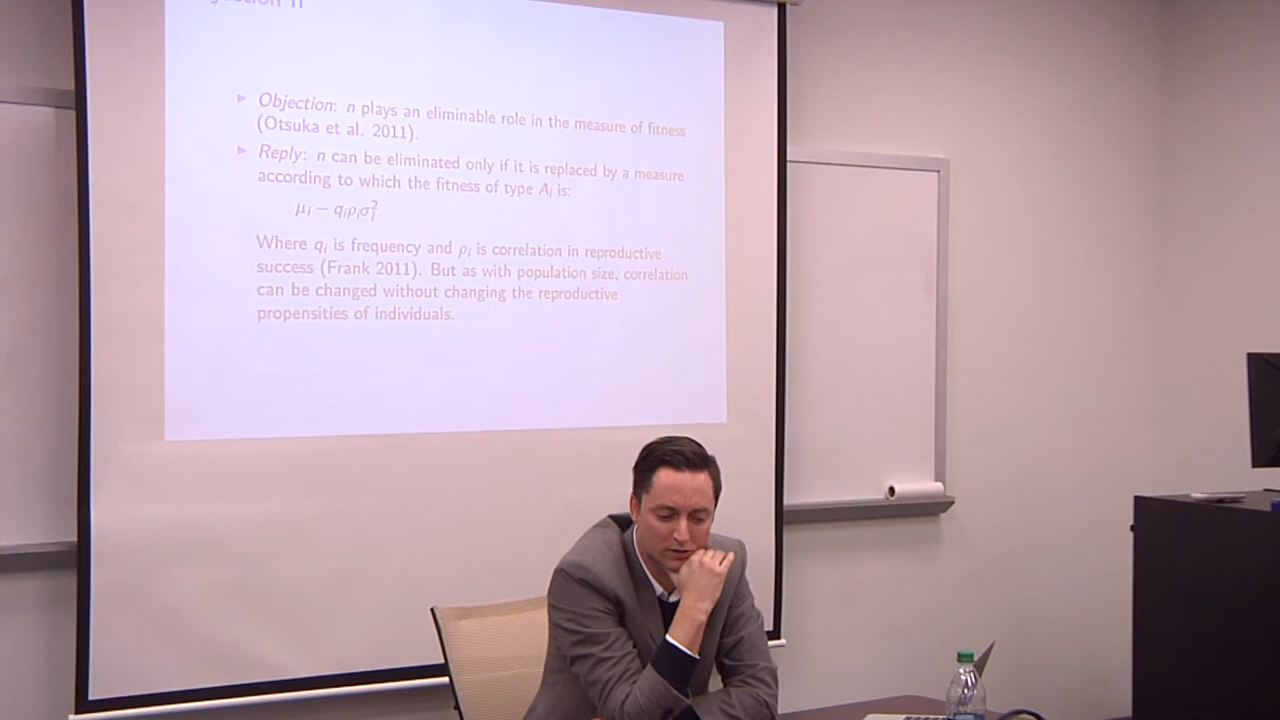 Objection: n plays an eliminable role in the measure of fitness
(Otsuka et al. 2011).
Reply: n can be eliminated only if it is replaced by a measure
according to which the fitness of type Aᵢ is:
μᵢ − qᵢρᵢσᵢ²
Where qᵢ is frequency and ρᵢ is correlation in reproductive
success (Frank 2011). But as with population size, correlation
can be changed without changing the reproductive
propensities of individuals.